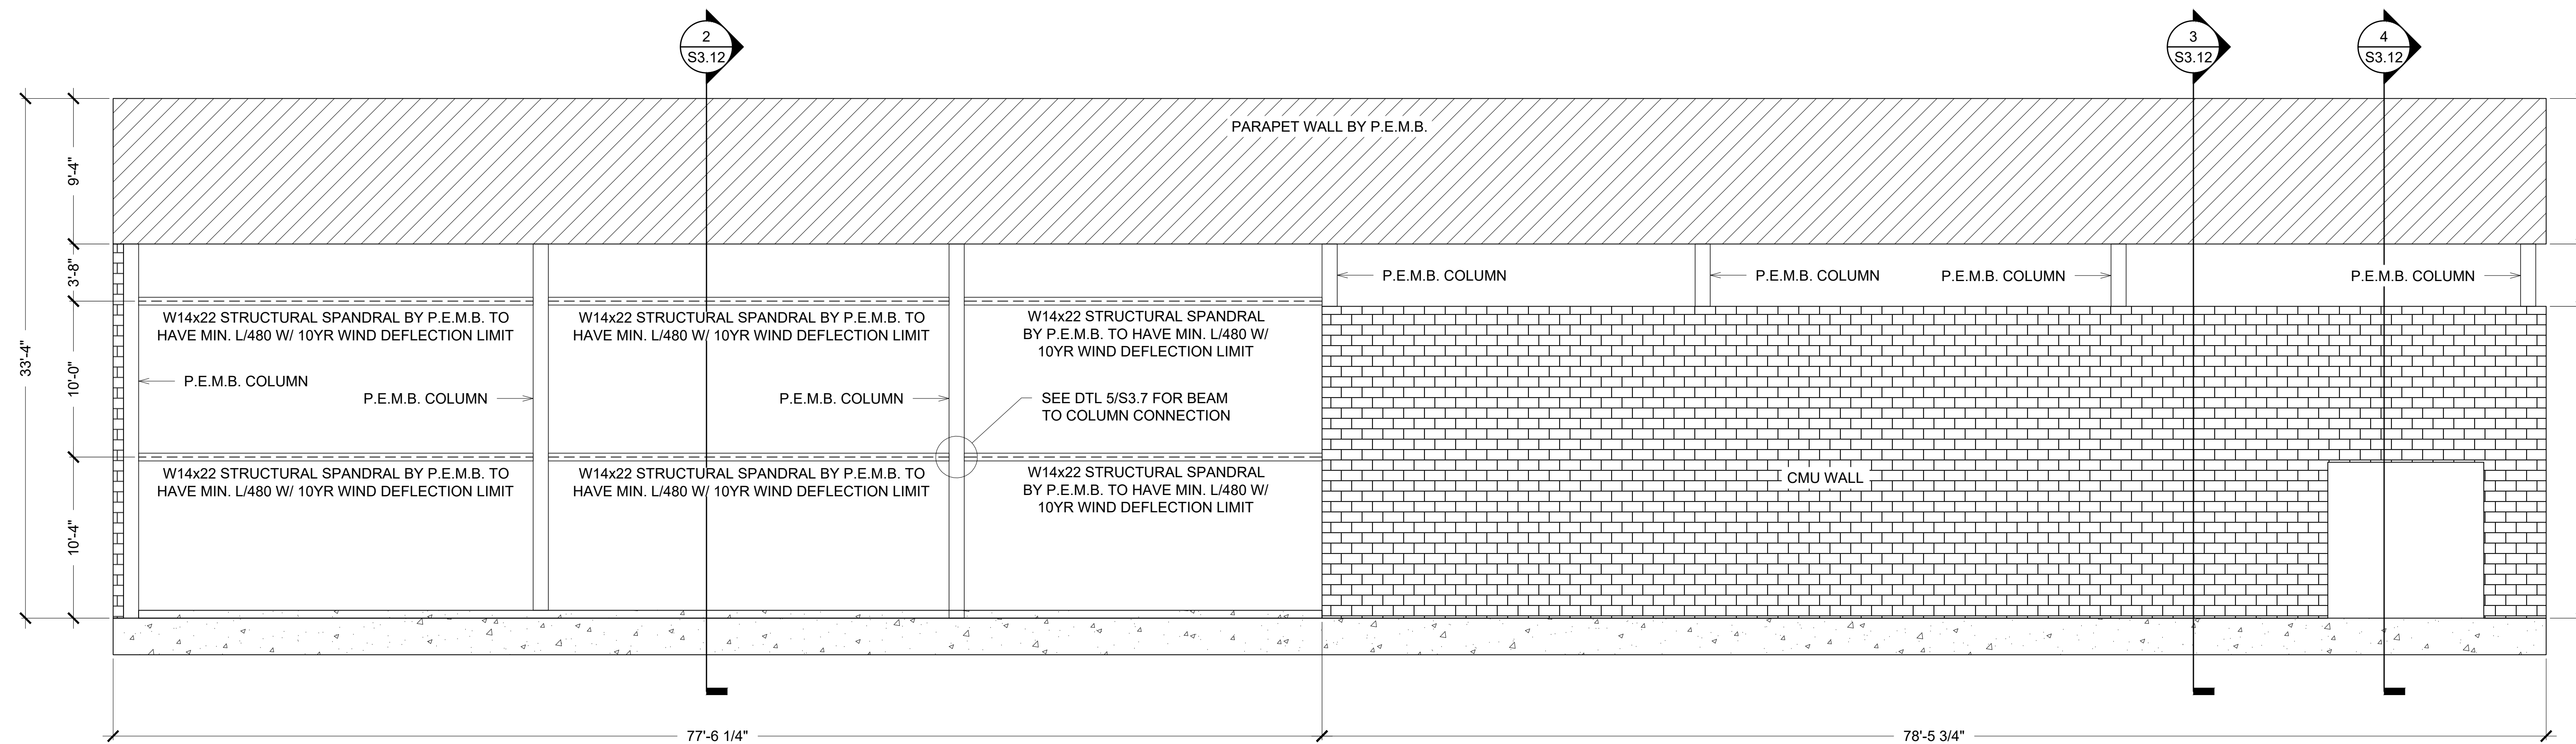 2
S3.12
3
S3.12
4
S3.12
PARAPET WALL BY P.E.M.B.
33'-4"
9'-4"
3'-8"
10'-0"
10'-4"
P.E.M.B. COLUMN
P.E.M.B. COLUMN
P.E.M.B. COLUMN
P.E.M.B. COLUMN
W14x22 STRUCTURAL SPANDRAL BY P.E.M.B. TO
HAVE MIN. L/480 W/ 10YR WIND DEFLECTION LIMIT
W14x22 STRUCTURAL SPANDRAL BY P.E.M.B. TO
HAVE MIN. L/480 W/ 10YR WIND DEFLECTION LIMIT
W14x22 STRUCTURAL SPANDRAL
BY P.E.M.B. TO HAVE MIN. L/480 W/
10YR WIND DEFLECTION LIMIT
P.E.M.B. COLUMN
P.E.M.B. COLUMN
P.E.M.B. COLUMN
SEE DTL 5/S3.7 FOR BEAM
TO COLUMN CONNECTION
W14x22 STRUCTURAL SPANDRAL BY P.E.M.B. TO
HAVE MIN. L/480 W/ 10YR WIND DEFLECTION LIMIT
W14x22 STRUCTURAL SPANDRAL BY P.E.M.B. TO
HAVE MIN. L/480 W/ 10YR WIND DEFLECTION LIMIT
W14x22 STRUCTURAL SPANDRAL
BY P.E.M.B. TO HAVE MIN. L/480 W/
10YR WIND DEFLECTION LIMIT
CMU WALL
77'-6 1/4"
78'-5 3/4"